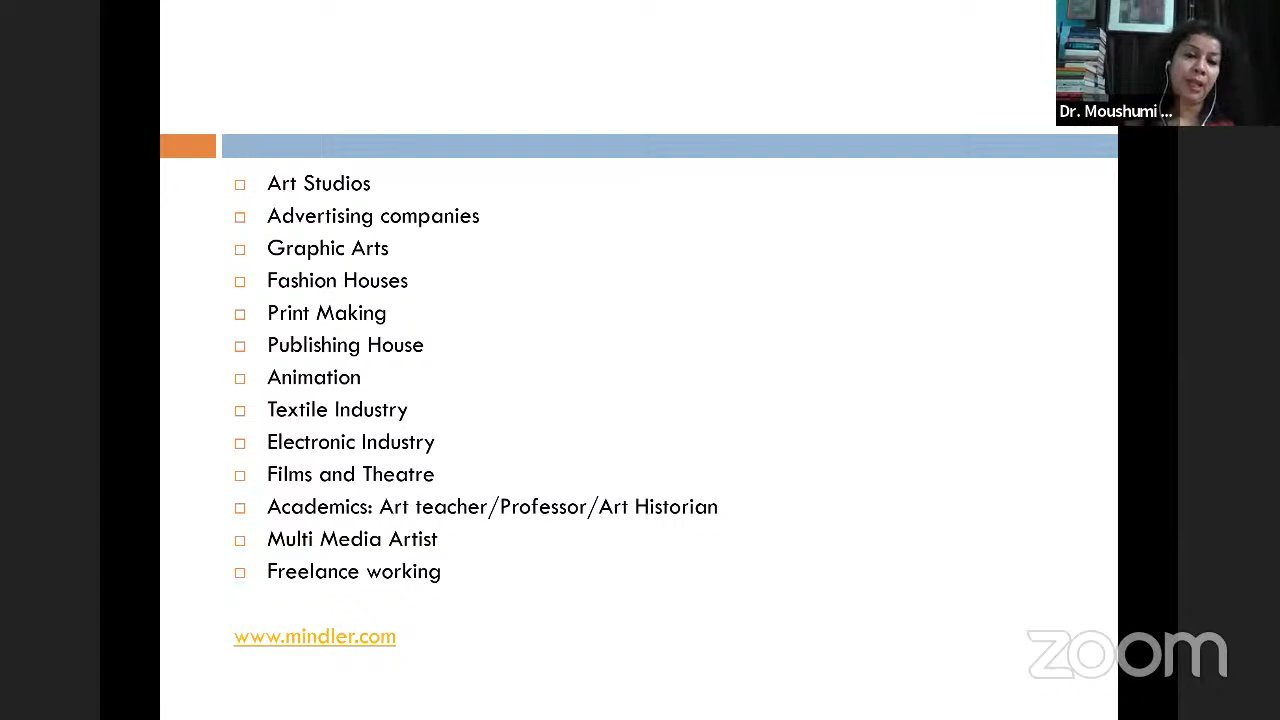 Dr. Moushumi ...
Art Studios
Advertising companies
Graphic Arts
Fashion Houses
Print Making
Publishing House
Animation
Textile Industry
Electronic Industry
Films and Theatre
Academics: Art teacher/Professor/Art Historian
Multi Media Artist
Freelance working
www.mindler.com
zoom